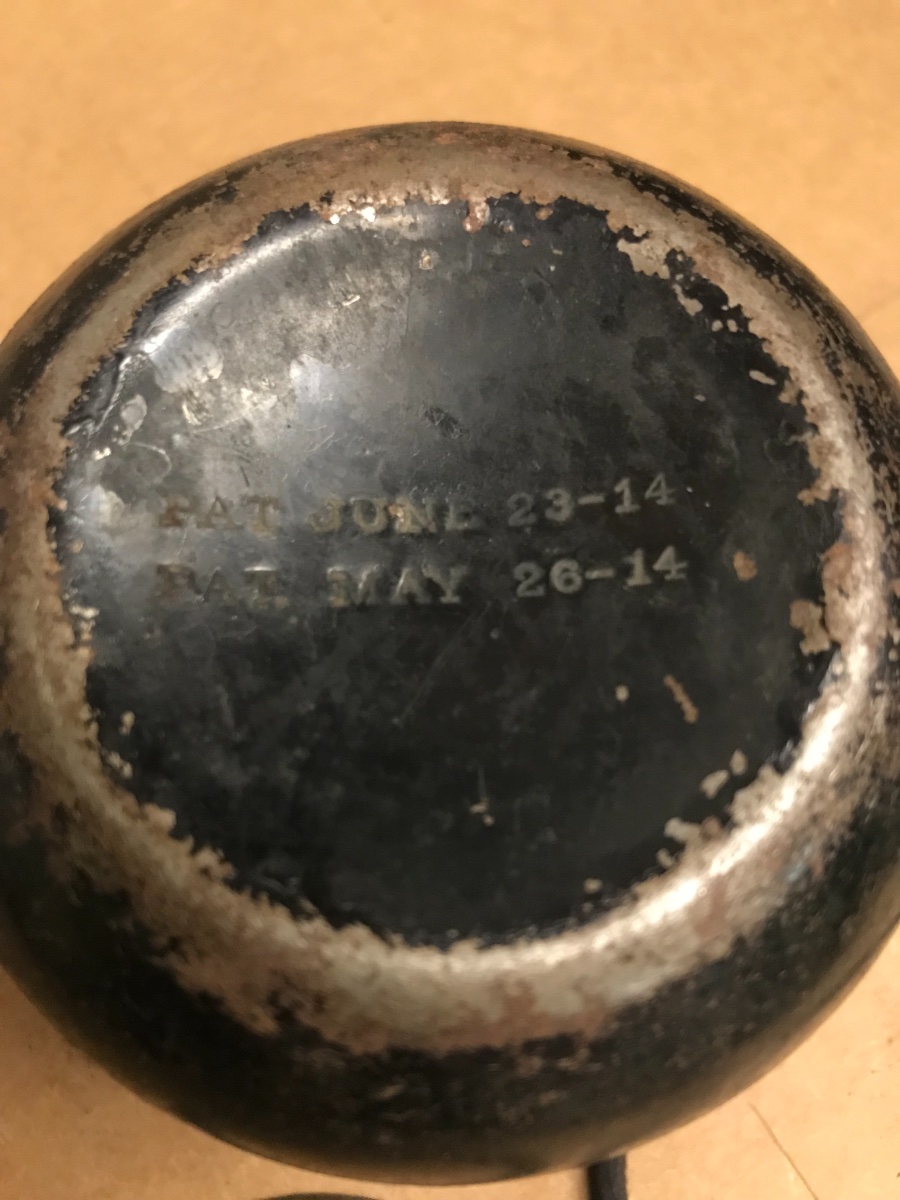 PAT JUNE 23-14
PAT. MAY 26-14